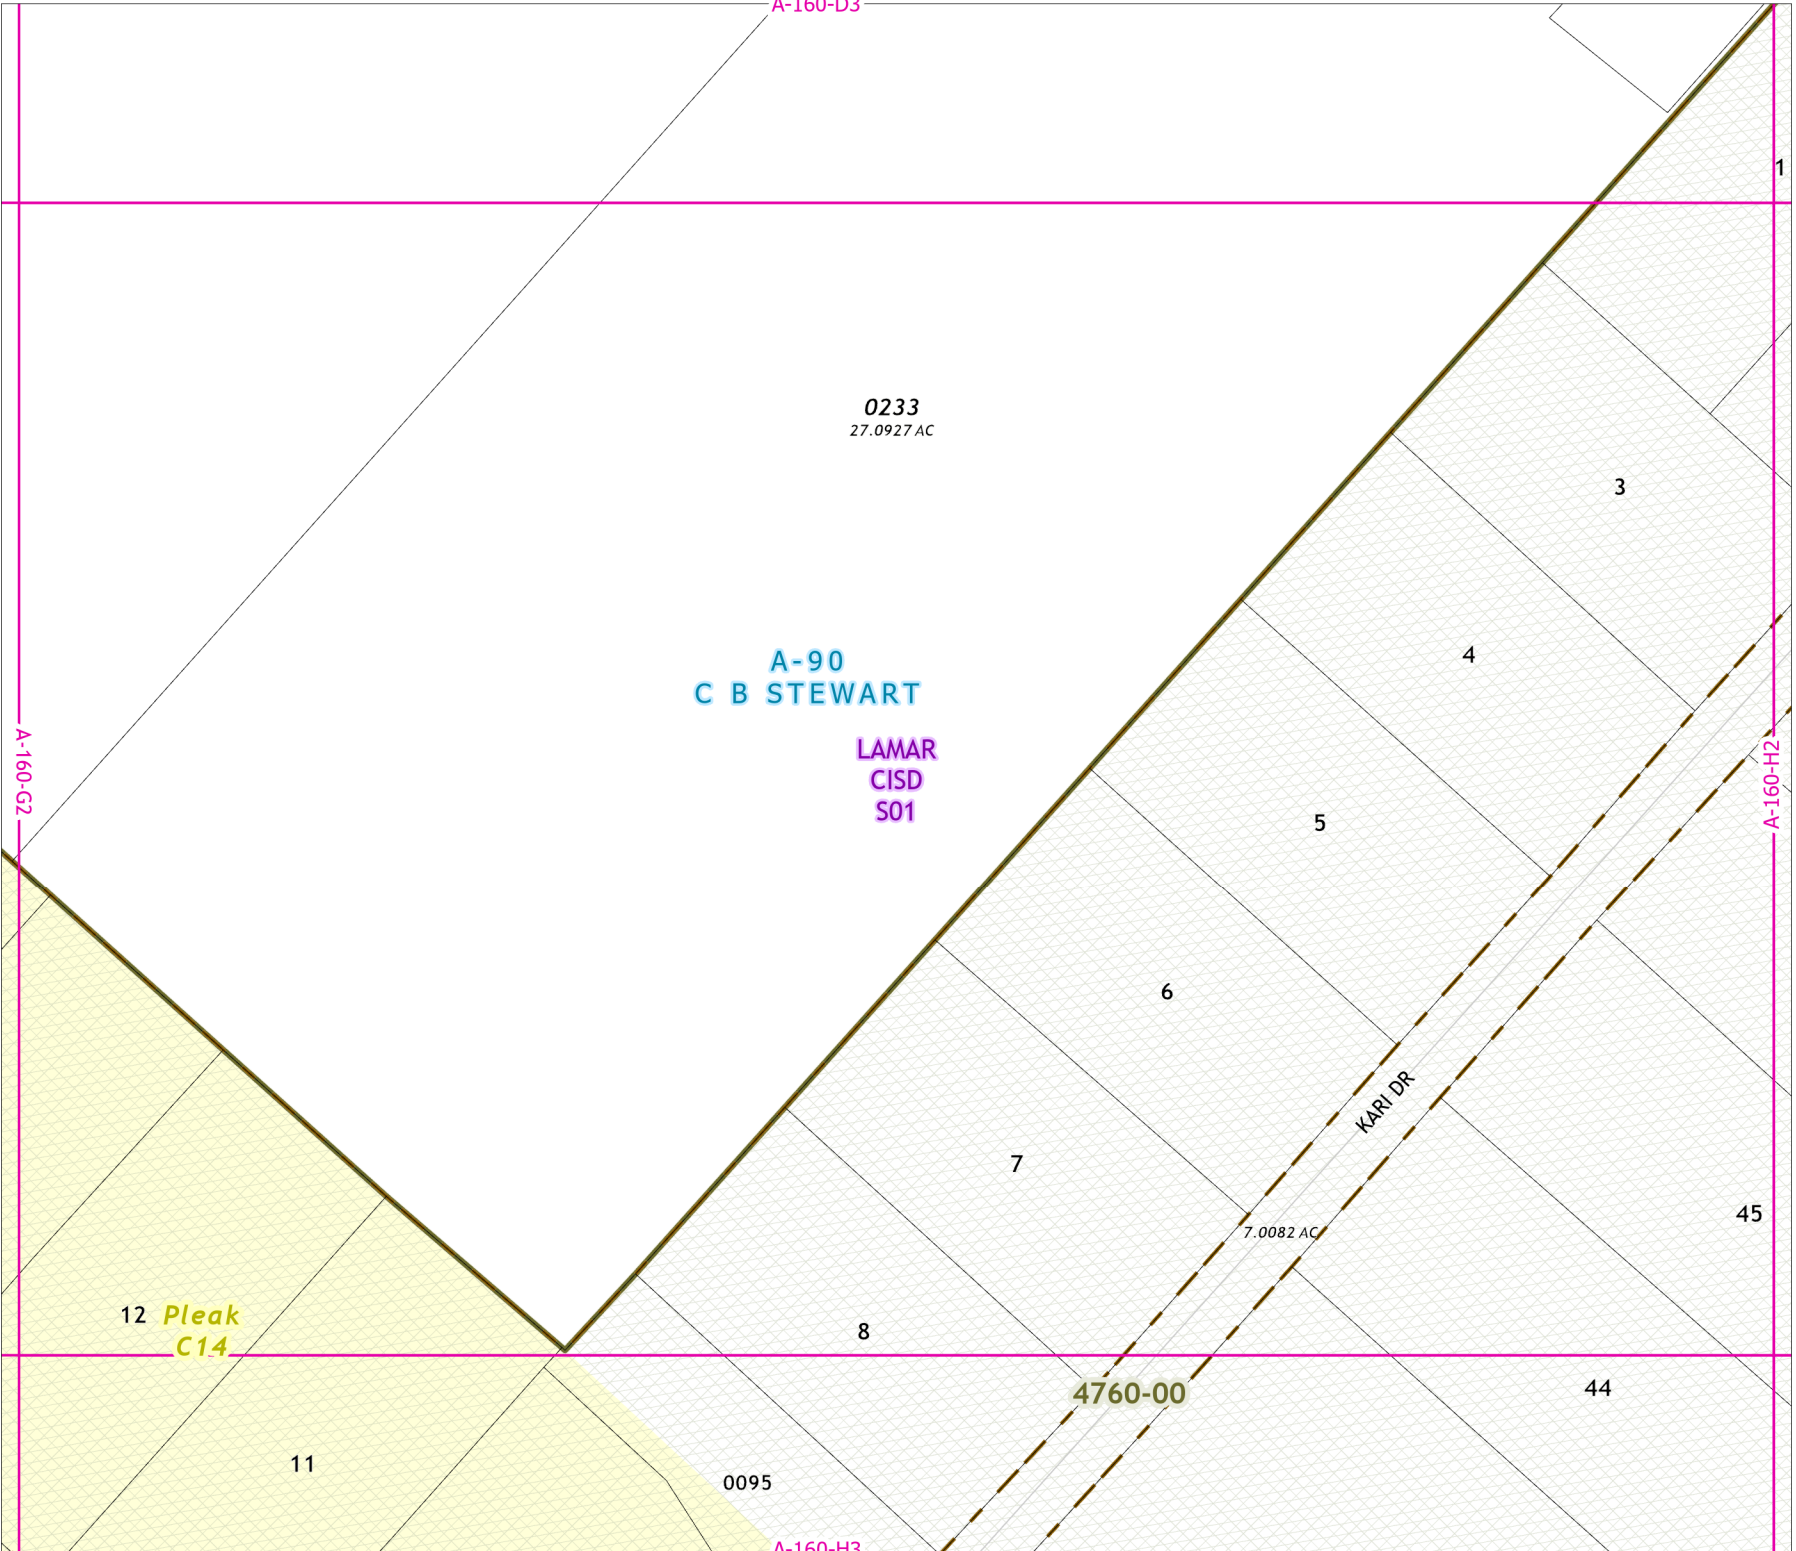 A-160-D3
1
0233
27.0927 AC
3
A-90
C B STEWART
4
LAMAR
CISD
S01
A-160-G2
A-160-H2
5
6
KARI DR
7
45
7.0082 AC
12
Pleak
C14
8
4760-00
44
11
0095
A-160-H3